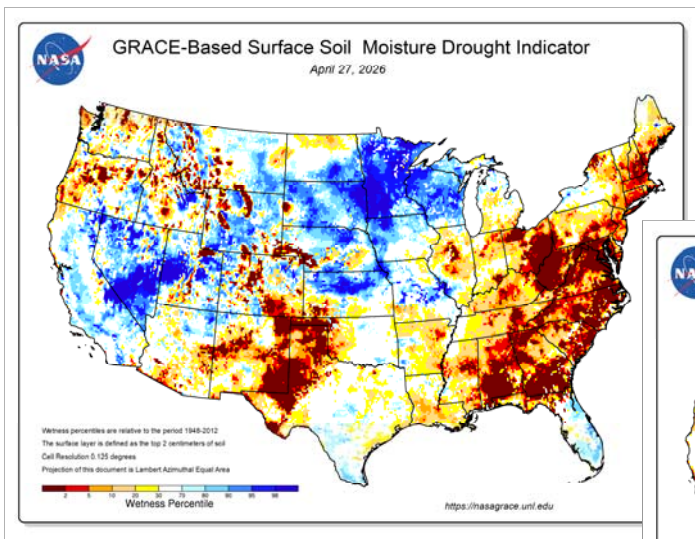 NASA
GRACE-Based Surface Soil Moisture Drought Indicator
April 27, 2026
Wetness percentiles are relative to the period 1948-2012
The surface layer is defined as the top 2 centimeters of soil
Cell Resolution 0.125 degrees
Projection of this document is Lambert Azimuthal Equal Area
2 5 10 20 30 70 80 90 95 98
Wetness Percentile
https://nasagrace.unl.edu